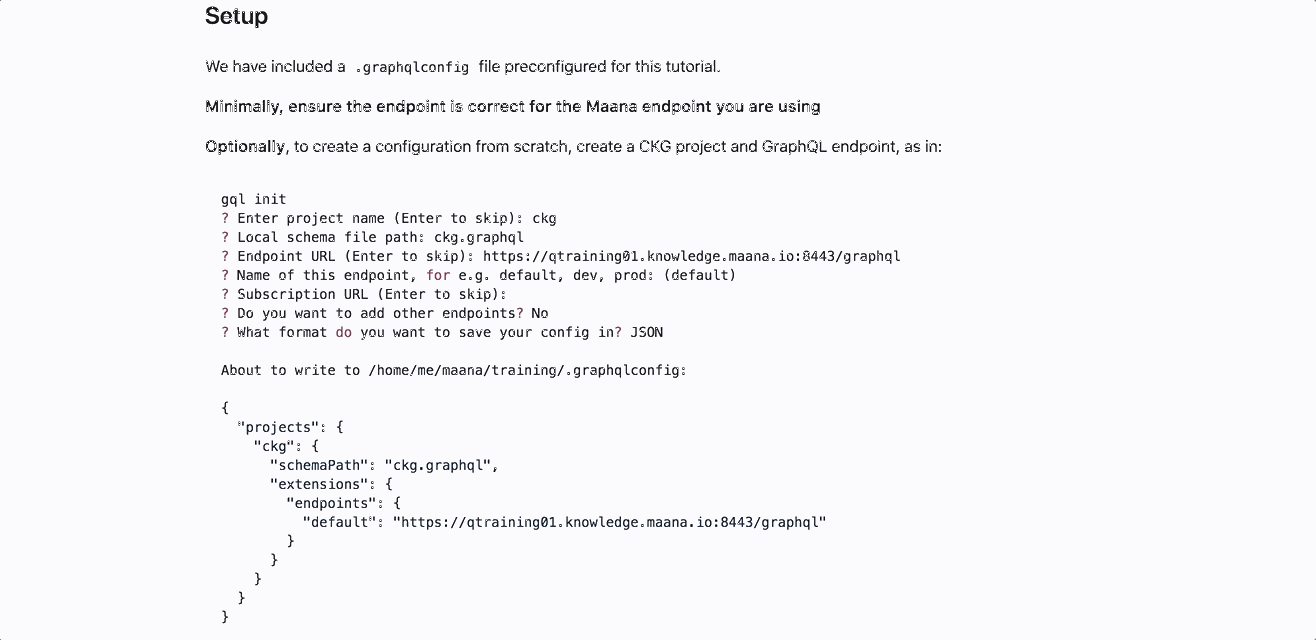 Setup
We have included a .graphqlconfig file preconfigured for this tutorial.
Minimally, ensure the endpoint is correct for the Maana endpoint you are using
Optionally, to create a configuration from scratch, create a CKG project and GraphQL endpoint, as in:
gql init
? Enter project name (Enter to skip): ckg
? Local schema file path: ckg.graphql
? Endpoint URL (Enter to skip): https://qtraining01.knowledge.maana.io:8443/graphql
? Name of this endpoint, for e.g. default, dev, prod: (default)
? Subscription URL (Enter to skip):
? Do you want to add other endpoints? No
? What format do you want to save your config in? JSON
About to write to /home/me/maana/training/.graphqlconfig:
{
  "projects": {
    "ckg": {
      "schemaPath": "ckg.graphql",
      "extensions": {
        "endpoints": {
          "default": "https://qtraining01.knowledge.maana.io:8443/graphql"
        }
      }
    }
  }
}